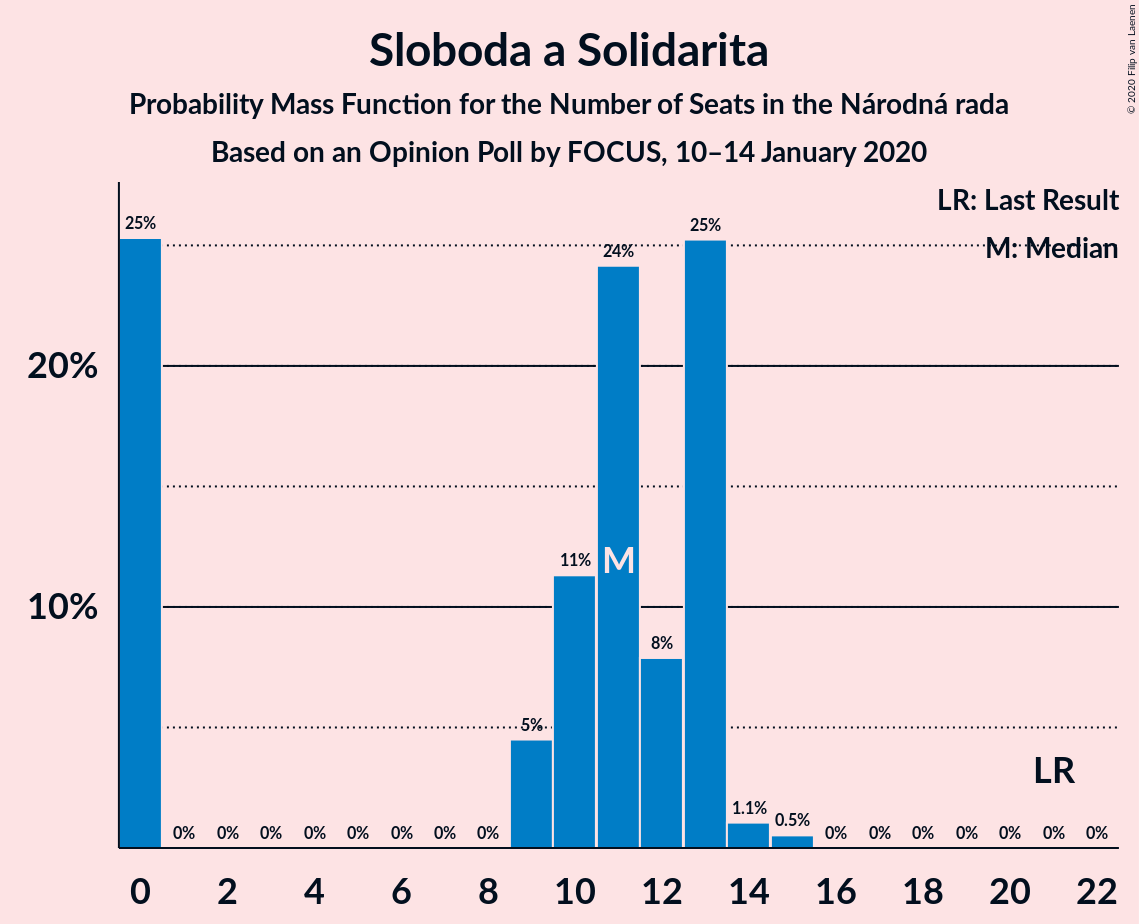 Sloboda a Solidarita
Probability Mass Function for the Number of Seats in the Národná rada
Based on an Opinion Poll by FOCUS, 10–14 January 2020
© 2020 Filip van Laenen
LR: Last Result
M: Median
25%
0%
0%
0%
0%
0%
0%
0%
0%
5%
11%
24%
8%
25%
1.1%
0.5%
0%
0%
0%
0%
0%
0%
0%
20%
10%
M
LR
0 2 4 6 8 10 12 14 16 18 20 22